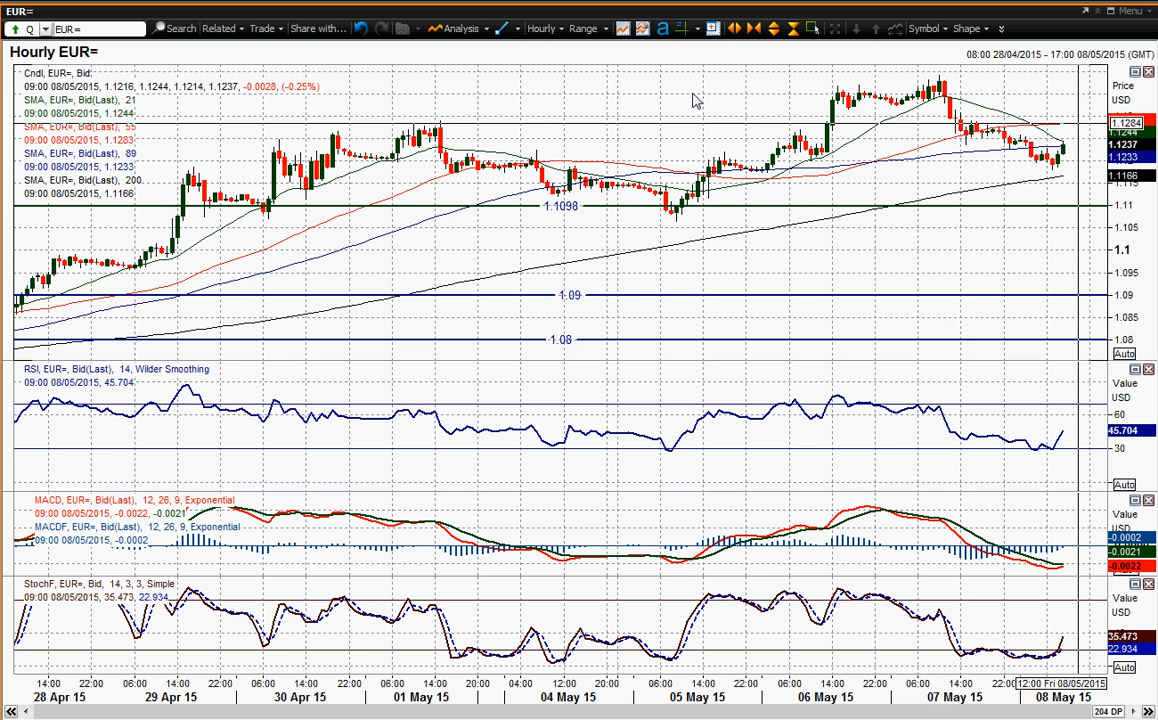 EUR=
Menu
Q EUR= Search Related Trade Share with... Analysis Hourly Range a Symbol Shape
Hourly EUR=
08:00 28/04/2015 - 17:00 08/05/2015 (GMT)
Cndl, EUR=, Bid
09:00 08/05/2015, 1.1216, 1.1244, 1.1214, 1.1237, -0.0028, (-0.25%)
SMA, EUR=, Bid(Last), 21
09:00 08/05/2015, 1.1244
SMA, EUR=, Bid(Last), 55
09:00 08/05/2015, 1.1283
SMA, EUR=, Bid(Last), 89
09:00 08/05/2015, 1.1233
SMA, EUR=, Bid(Last), 200
09:00 08/05/2015, 1.1166
Price
USD
1.1284
1.1244
1.1237
1.1233
1.1166
1.115
1.11
1.105
1.1
1.095
1.09
1.085
1.08
Auto
1.1098
1.09
1.08
RSI, EUR=, Bid(Last), 14, Wilder Smoothing
09:00 08/05/2015, 45.704
Value
USD
60
45.704
30
Auto
MACD, EUR=, Bid(Last), 12, 26, 9, Exponential
09:00 08/05/2015, -0.0022, -0.0021
MACDF, EUR=, Bid(Last), 12, 26, 9, Exponential
09:00 08/05/2015, -0.0002
Value
USD
-0.0002
-0.0021
-0.0022
StochF, EUR=, Bid, 14, 3, 3, Simple
09:00 08/05/2015, 35.473, 22.934
Value
USD
35.473
22.934
Auto
14:00 22:00 06:00 14:00 22:00 06:00 14:00 22:00 06:00 14:00 20:00 04:00 12:00 22:00 06:00 14:00 22:00 06:00 14:00 22:00 06:00 14:00 22:00 12:00 Fri 08/05/2015
28 Apr 15 29 Apr 15 30 Apr 15 01 May 15 04 May 15 05 May 15 06 May 15 07 May 15 08 May 15
204 DP